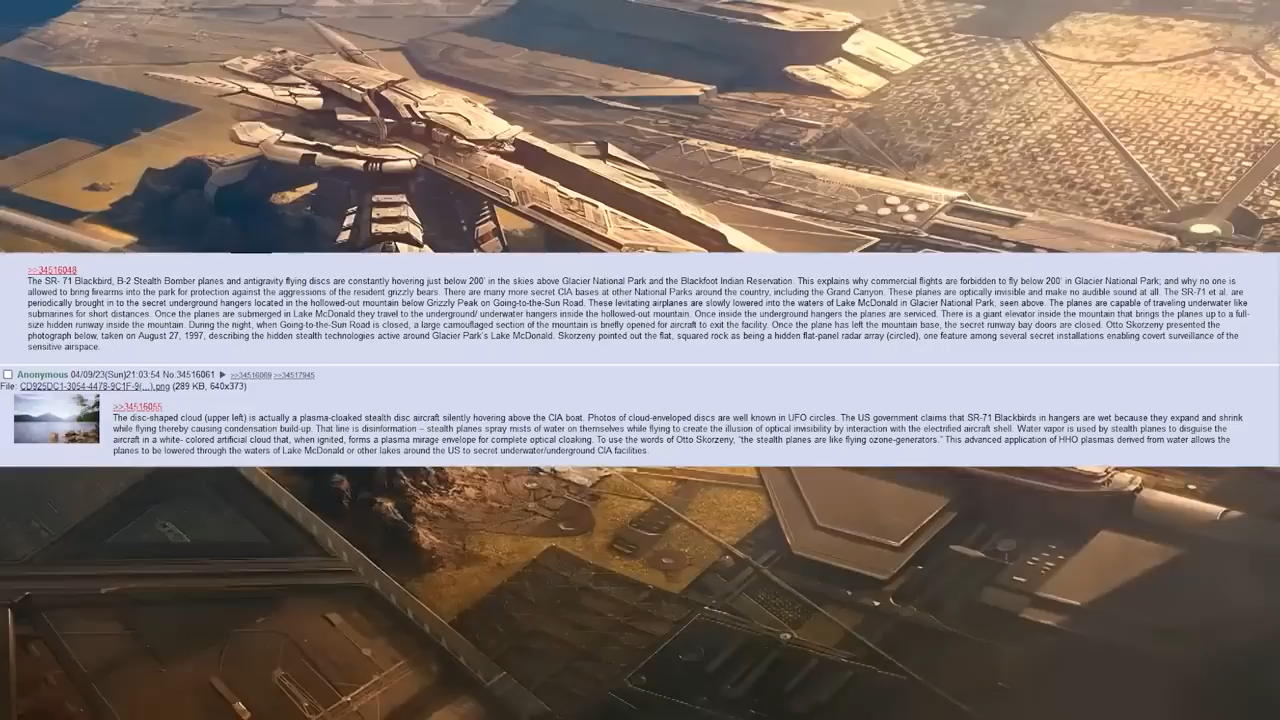 >>34516048
The SR- 71 Blackbird, B-2 Stealth Bomber planes and antigravity flying discs are constantly hovering just below 200' in the skies above Glacier National Park and the Blackfoot Indian Reservation. This explains why commercial flights are forbidden to fly below 200' in Glacier National Park; and why no one is
allowed to bring firearms into the park for protection against the aggressions of the resident grizzly bears. There are many more secret CIA bases at other National Parks around the country, including the Grand Canyon. These planes are optically invisible and make no audible sound at all. The SR-71 et al. are
periodically brought in to the secret underground hangers located in the hollowed-out mountain below Grizzly Peak on Going-to-the-Sun Road. These levitating airplanes are slowly lowered into the waters of Lake McDonald in Glacier National Park, seen above. The planes are capable of traveling underwater like
submarines for short distances. Once the planes are submerged in Lake McDonald they travel to the underground/ underwater hangers inside the hollowed-out mountain. Once inside the underground hangers the planes are serviced. There is a giant elevator inside the mountain that brings the planes up to a full-
size hidden runway inside the mountain. During the night, when Going-to-the-Sun Road is closed, a large camouflaged section of the mountain is briefly opened for aircraft to exit the facility. Once the plane has left the mountain base, the secret runway bay doors are closed. Otto Skorzeny presented the
photograph below, taken on August 27, 1997, describing the hidden stealth technologies active around Glacier Park's Lake McDonald. Skorzeny pointed out the flat, squared rock as being a hidden flat-panel radar array (circled), one feature among several secret installations enabling covert surveillance of the
sensitive airspace.
Anonymous 04/09/23(Sun)21:03:54 No.34516061 ▶ >>34516069 >>34517945
File: CD925DC1-3054-4478-9C1F-9(...).png (289 KB, 640x373)
>>34516055
The disc-shaped cloud (upper left) is actually a plasma-cloaked stealth disc aircraft silently hovering above the CIA boat. Photos of cloud-enveloped discs are well known in UFO circles. The US government claims that SR-71 Blackbirds in hangers are wet because they expand and shrink
while flying thereby causing condensation build-up. That line is disinformation – stealth planes spray mists of water on themselves while flying to create the illusion of optical invisibility by interaction with the electrified aircraft shell. Water vapor is used by stealth planes to disguise the
aircraft in a white- colored artificial cloud that, when ignited, forms a plasma mirage envelope for complete optical cloaking. To use the words of Otto Skorzeny, "the stealth planes are like flying ozone-generators." This advanced application of HHO plasmas derived from water allows the
planes to be lowered through the waters of Lake McDonald or other lakes around the US to secret underwater/underground CIA facilities.